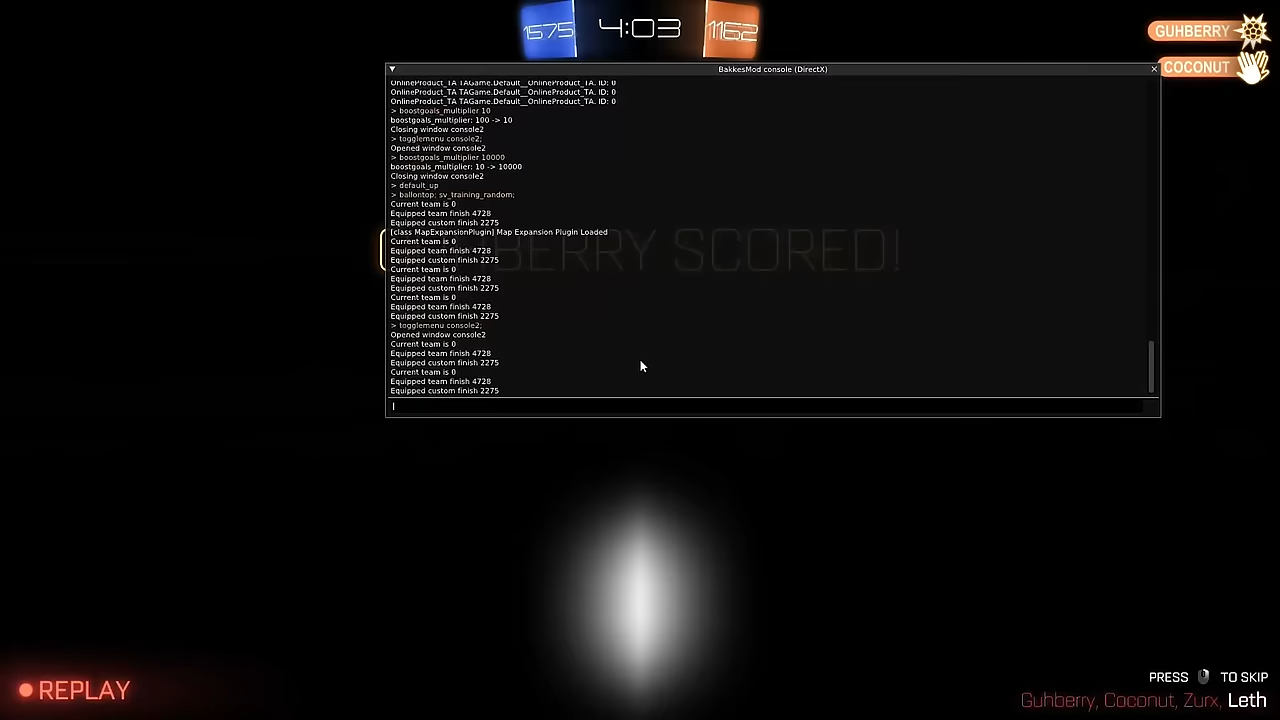 1575 4:03 1162
GUHBERRY
COCONUT
BakkesMod console (DirectX)
OnlineProduct_TA TAGame.Default__OnlineProduct_TA. ID: 0
OnlineProduct_TA TAGame.Default__OnlineProduct_TA. ID: 0
OnlineProduct_TA TAGame.Default__OnlineProduct_TA. ID: 0
> boostgoals_multiplier 10
boostgoals_multiplier: 100 -> 10
Closing window console2
> togglemenu console2;
Opened window console2
> boostgoals_multiplier 10000
boostgoals_multiplier: 10 -> 10000
Closing window console2
> default_up
> ballontop; sv_training_random;
Current team is 0
Equipped team finish 4728
Equipped custom finish 2275
[class MapExpansionPlugin] Map Expansion Plugin Loaded
Current team is 0
Equipped team finish 4728
Equipped custom finish 2275
Current team is 0
Equipped team finish 4728
Equipped custom finish 2275
Current team is 0
Equipped team finish 4728
Equipped custom finish 2275
> togglemenu console2;
Opened window console2
Current team is 0
Equipped team finish 4728
Equipped custom finish 2275
Current team is 0
Equipped team finish 4728
Equipped custom finish 2275
BERRY SCORED!
REPLAY
PRESS TO SKIP
Guhberry, Coconut, Zurx, Leth